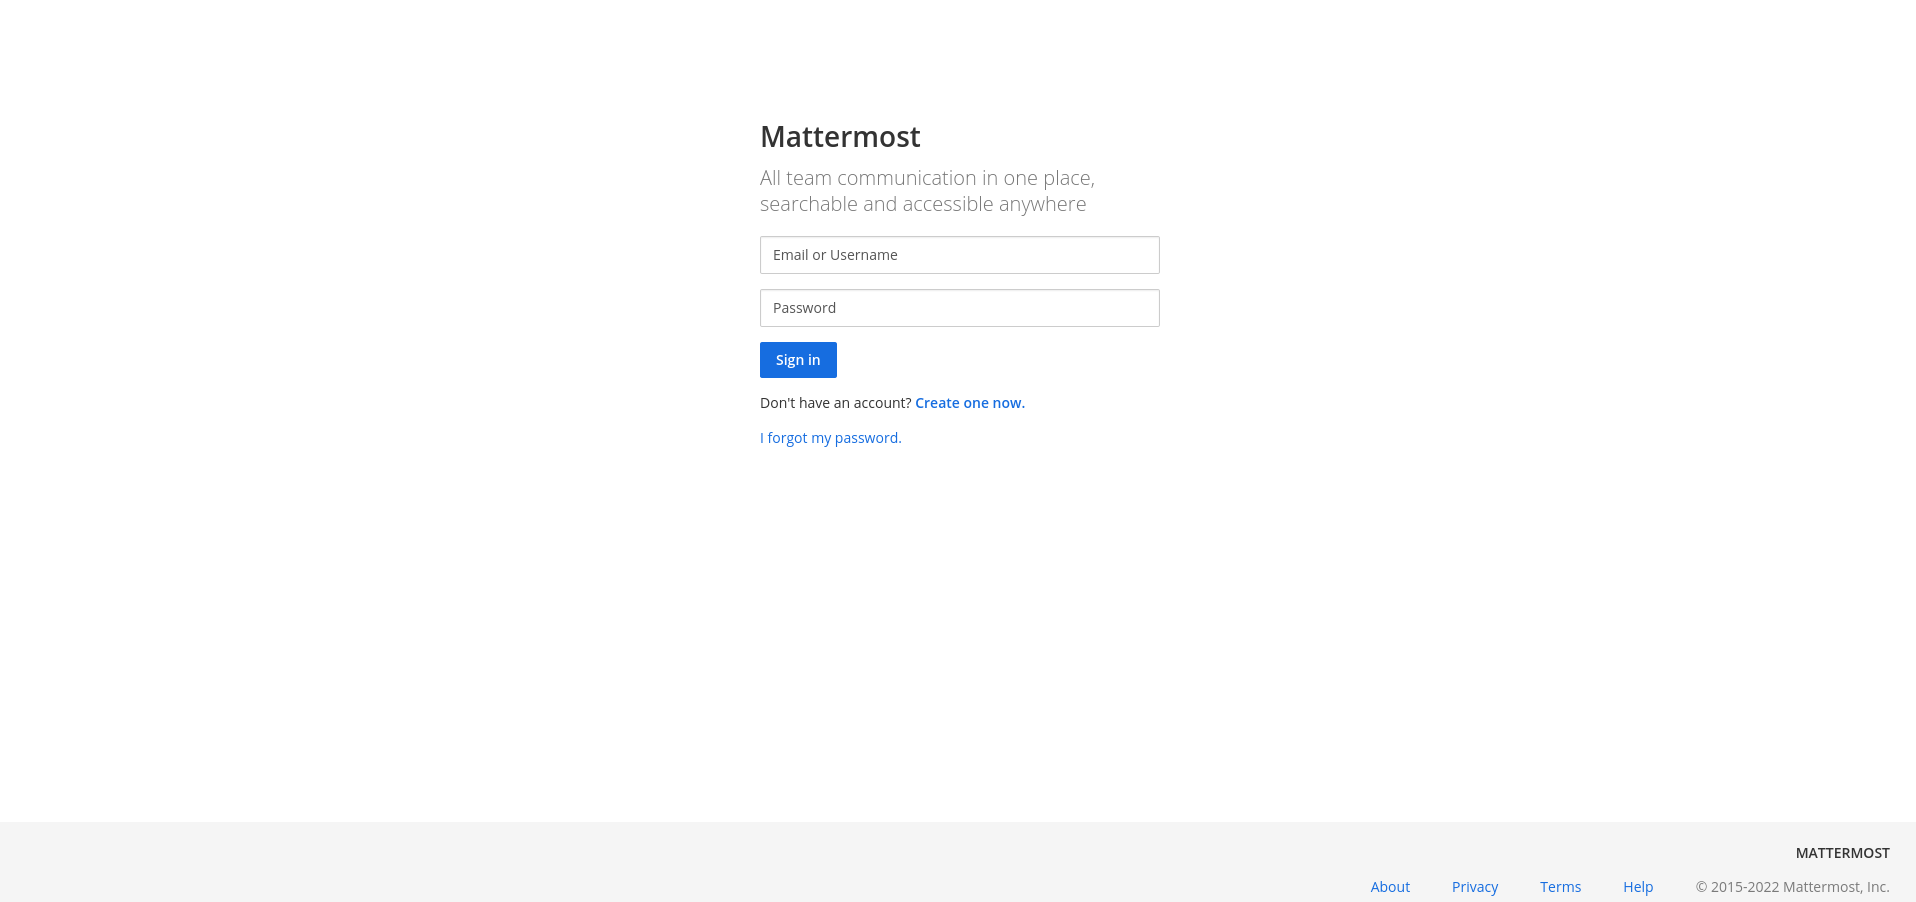 Mattermost
All team communication in one place,
searchable and accessible anywhere
Email or Username
Password
Sign in
Don't have an account? Create one now.
I forgot my password.
MATTERMOST
About Privacy Terms Help © 2015-2022 Mattermost, Inc.